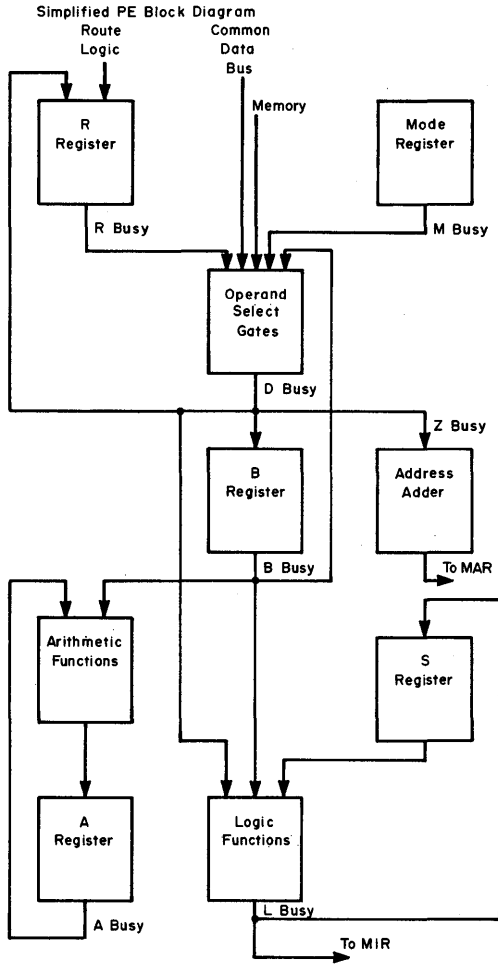 Simplified PE Block Diagram
Route
Logic
Common
Data
Bus
Memory
R
Register
Mode
Register
R Busy
M Busy
Operand
Select
Gates
D Busy
Z Busy
B
Register
Address
Adder
B Busy
To MAR
Arithmetic
Functions
S
Register
A
Register
Logic
Functions
A Busy
L Busy
To MIR